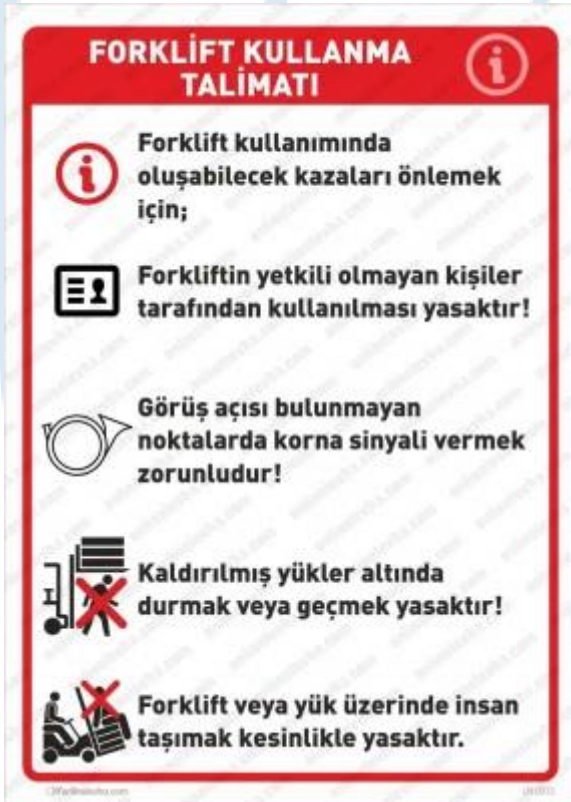 FORKLİFT KULLANMA
TALİMATI
Forklift kullanımında
oluşabilecek kazaları önlemek
için;
Forkliftin yetkili olmayan kişiler
tarafından kullanılması yasaktır!
Görüş açısı bulunmayan
noktalarda korna sinyali vermek
zorunludur!
Kaldırılmış yükler altında
durmak veya geçmek yasaktır!
Forklift veya yük üzerinde insan
taşımak kesinlikle yasaktır.